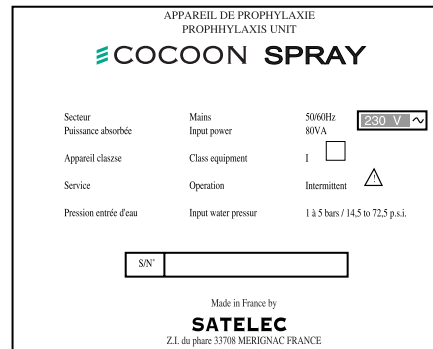 APPAREIL DE PROPHYLAXIE
PROPHHYLAXIS UNIT
COCOON SPRAY
Secteur Mains 50/60Hz 230 V ~
Puissance absorbée Input power 80VA
Appareil claszse Class equipment I
Service Operation Intermittent !
Pression entrée d'eau Input water pressur 1 à 5 bars / 14,5 to 72,5 p.s.i.
S/N°
Made in France by
SATELEC
Z.I. du phare 33708 MERIGNAC FRANCE